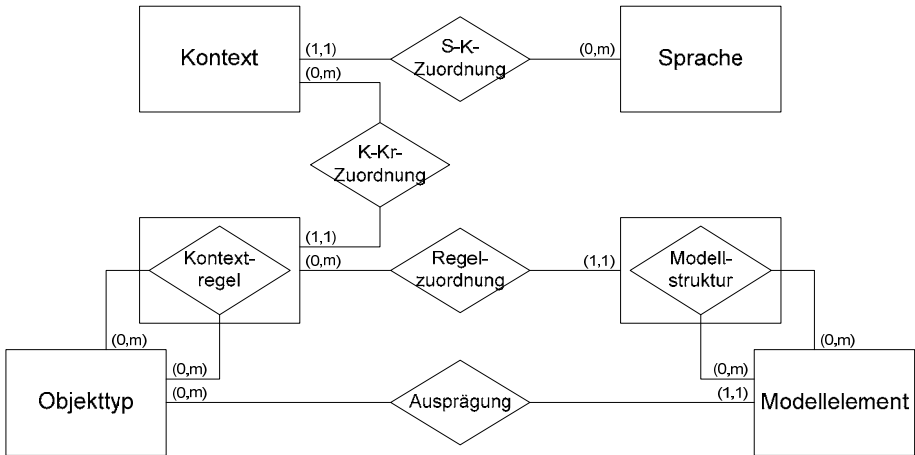 Kontext
(1,1)
S-K-
Zuordnung
(0,m)
Sprache
(0,m)
K-Kr-
Zuordnung
(1,1)
Kontext-
regel
(0,m)
Regel-
zuordnung
(1,1)
Modell-
struktur
(0,m)
(0,m)
(0,m)
(0,m)
Objekttyp
(0,m)
Ausprägung
(1,1)
Modellelement